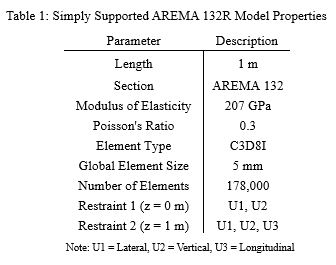 Table 1: Simply Supported AREMA 132R Model Properties
Parameter Description
Length 1 m
Section AREMA 132
Modulus of Elasticity 207 GPa
Poisson's Ratio 0.3
Element Type C3D8I
Global Element Size 5 mm
Number of Elements 178,000
Restraint 1 (z = 0 m) U1, U2
Restraint 2 (z = 1 m) U1, U2, U3
Note: U1 = Lateral, U2 = Vertical, U3 = Longitudinal